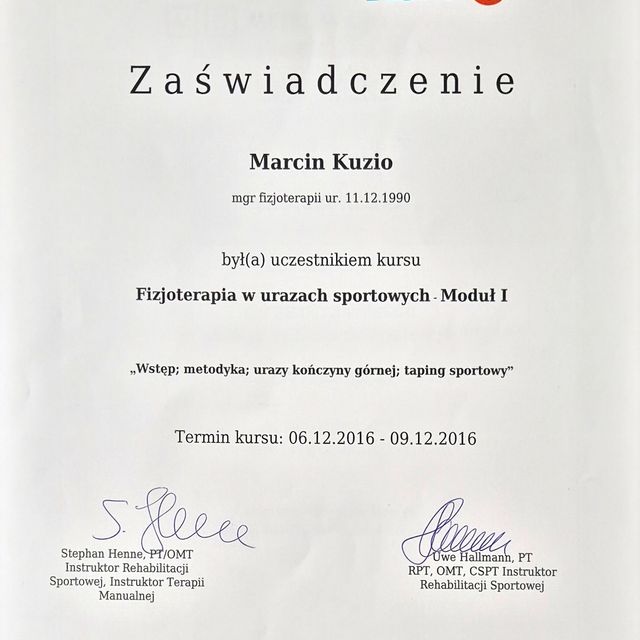 Zaświadczenie
Marcin Kuzio
mgr fizjoterapii ur. 11.12.1990
był(a) uczestnikiem kursu
Fizjoterapia w urazach sportowych - Moduł I
„Wstęp; metodyka; urazy kończyny górnej; taping sportowy”
Termin kursu: 06.12.2016 - 09.12.2016
S. Henne
Stephan Henne, PT/OMT
Instruktor Rehabilitacji
Sportowej, Instruktor Terapii
Manualnej
Uwe Hallmann, PT
RPT, OMT, CSPT Instruktor
Rehabilitacji Sportowej